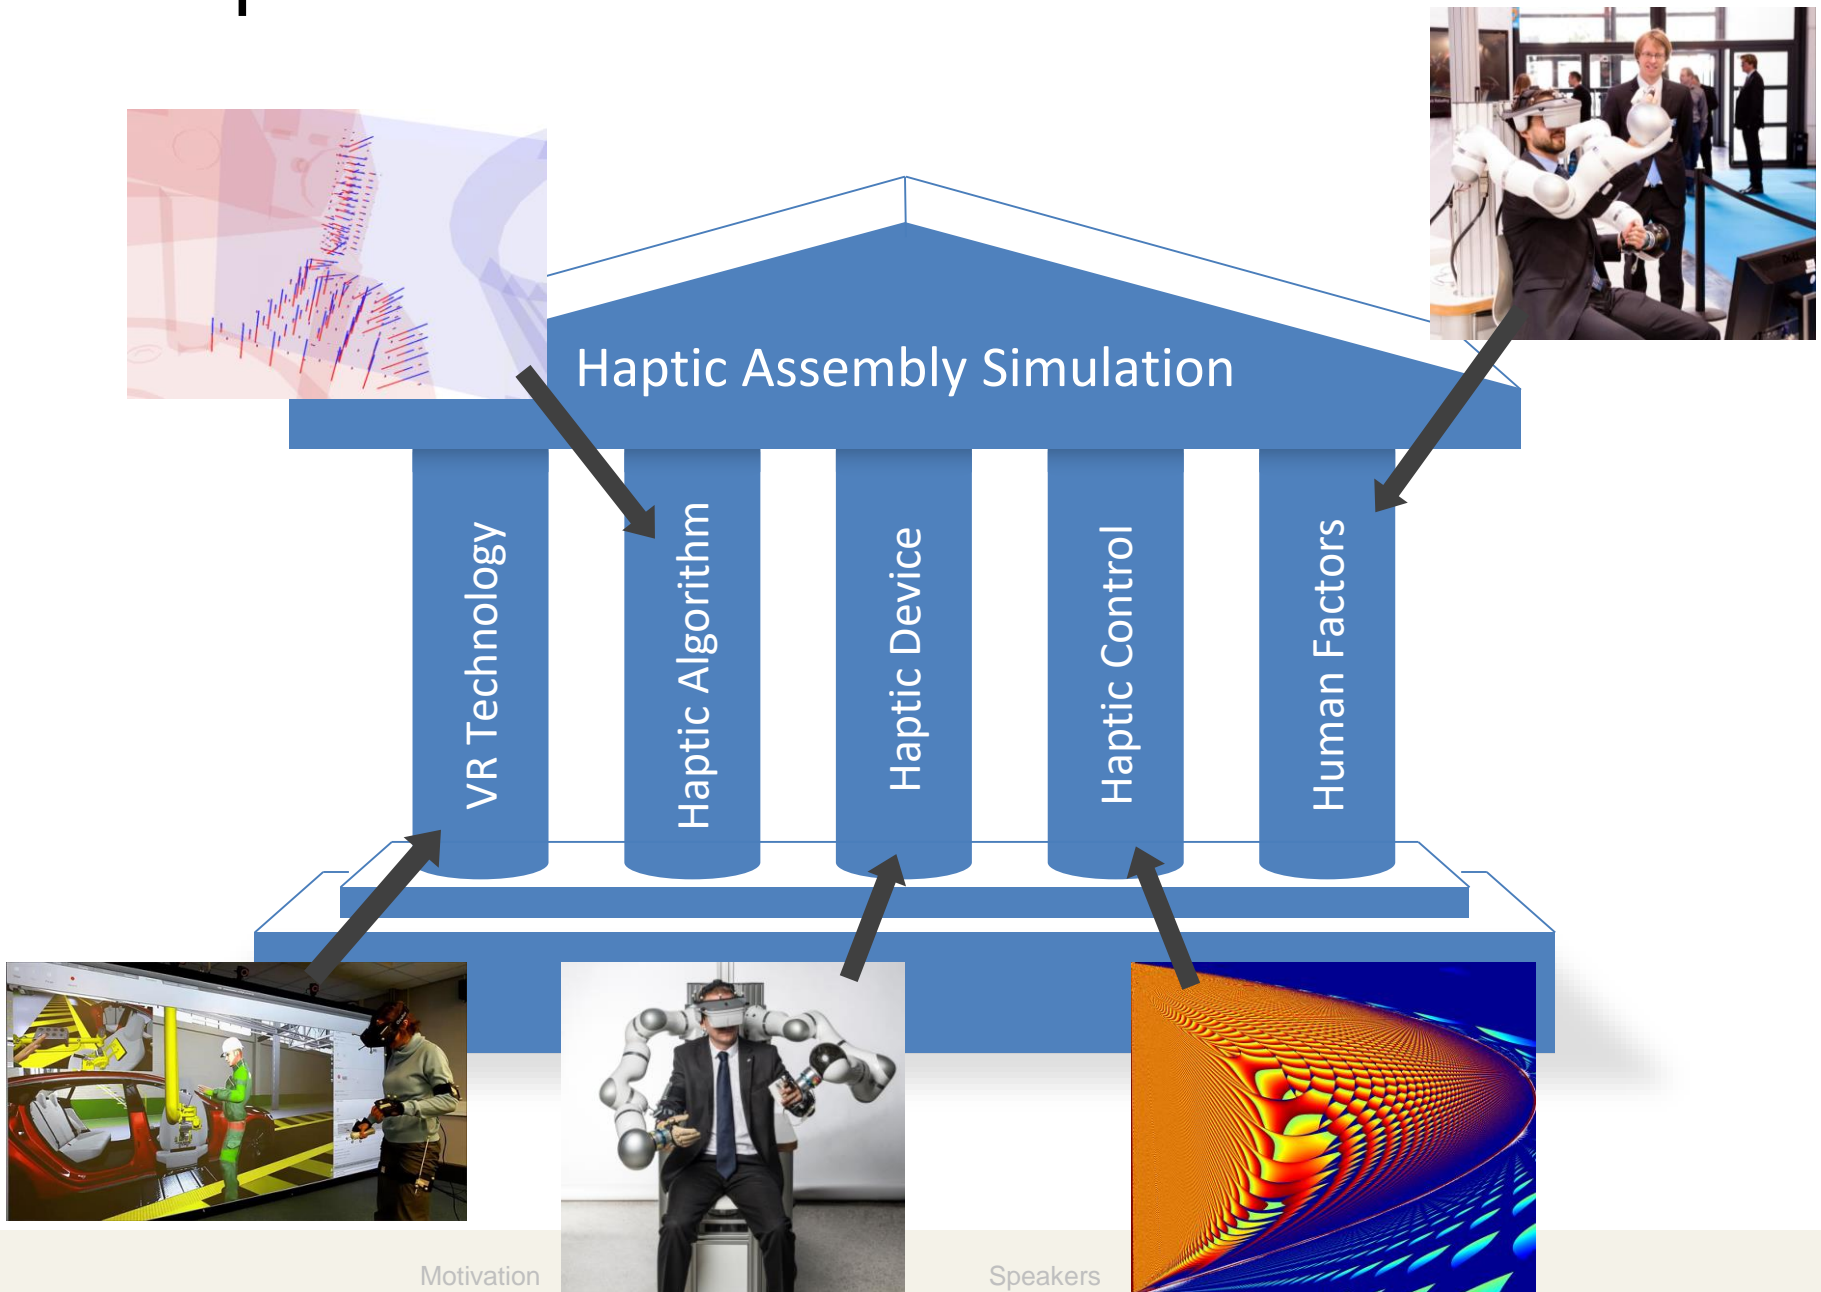 Haptic Assembly Simulation
VR Technology
Haptic Algorithm
Haptic Device
Haptic Control
Human Factors
Motivation
Speakers